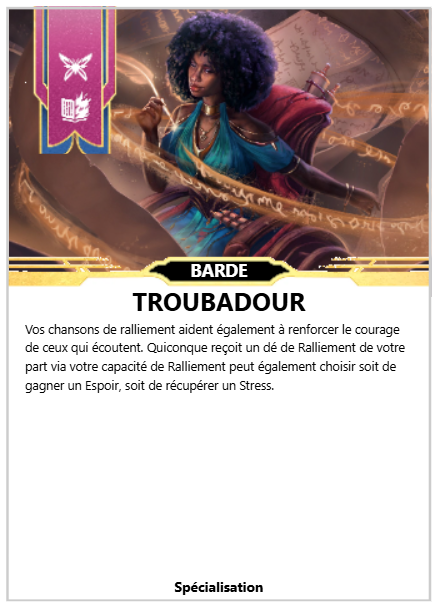 BARDE
TROUBADOUR
Vos chansons de ralliement aident également à renforcer le courage
de ceux qui écoutent. Quiconque reçoit un dé de Ralliement de votre
part via votre capacité de Ralliement peut également choisir soit de
gagner un Espoir, soit de récupérer un Stress.
Spécialisation